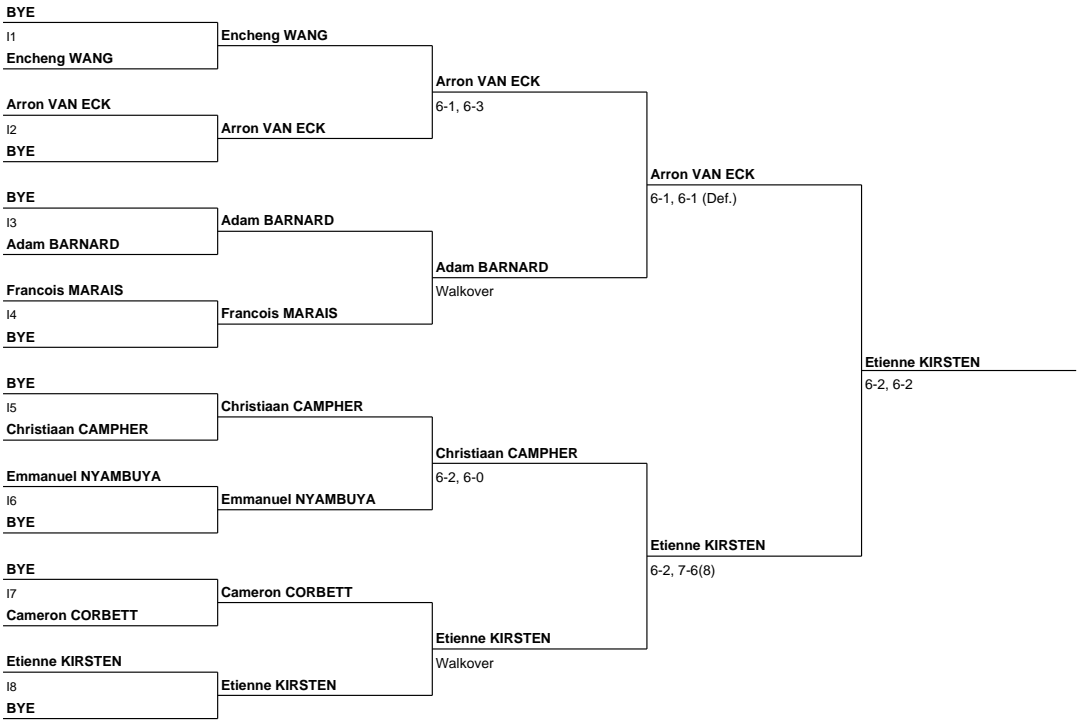 BYE
I1
Encheng WANG
Arron VAN ECK
I2
BYE
BYE
I3
Adam BARNARD
Francois MARAIS
I4
BYE
BYE
I5
Christiaan CAMPHER
Emmanuel NYAMBUYA
I6
BYE
BYE
I7
Cameron CORBETT
Etienne KIRSTEN
I8
BYE
Encheng WANG
Arron VAN ECK
Adam BARNARD
Francois MARAIS
Christiaan CAMPHER
Emmanuel NYAMBUYA
Cameron CORBETT
Etienne KIRSTEN
Arron VAN ECK
6-1, 6-3
Adam BARNARD
Walkover
Christiaan CAMPHER
6-2, 6-0
Etienne KIRSTEN
Walkover
Arron VAN ECK
6-1, 6-1 (Def.)
Etienne KIRSTEN
6-2, 7-6(8)
Etienne KIRSTEN
6-2, 6-2